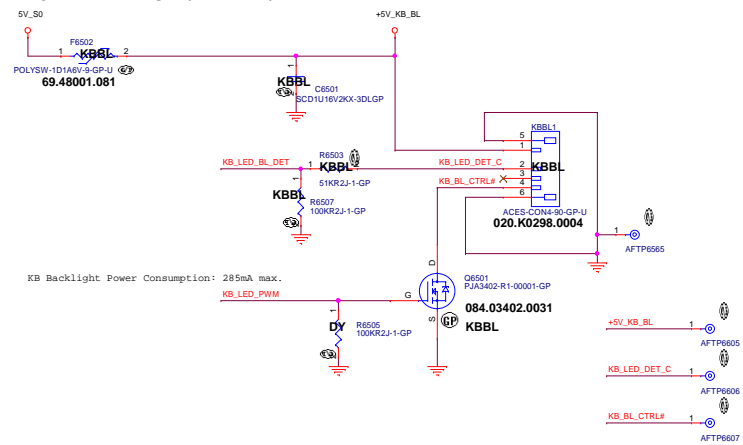 5V_S0
+5V_KB_BL
F6502
1
KBBL
2
POLYSW-1D1A6V-9-GP-U
69.48001.081
1
KBBL
C6501
SCD1U16V2KX-3DLGP
KBBL1
5
1
KB_LED_BL_DET
1
R6503
KBBL
51KR2J-1-GP
KB_LED_DET_C
2
KBBL
3
KB_BL_CTRL#
4
6
1
KBBL
R6507
100KR2J-1-GP
ACES-CON4-90-GP-U
020.K0298.0004
1
AFTP6565
KB Backlight Power Consumption: 285mA max.
D
Q6501
PJA3402-R1-00001-GP
KB_LED_PWM
G
084.03402.0031
S
GP
KBBL
1
DY
R6505
100KR2J-1-GP
+5V_KB_BL
1
AFTP6605
KB_LED_DET_C
1
AFTP6606
KB_BL_CTRL#
1
AFTP6607